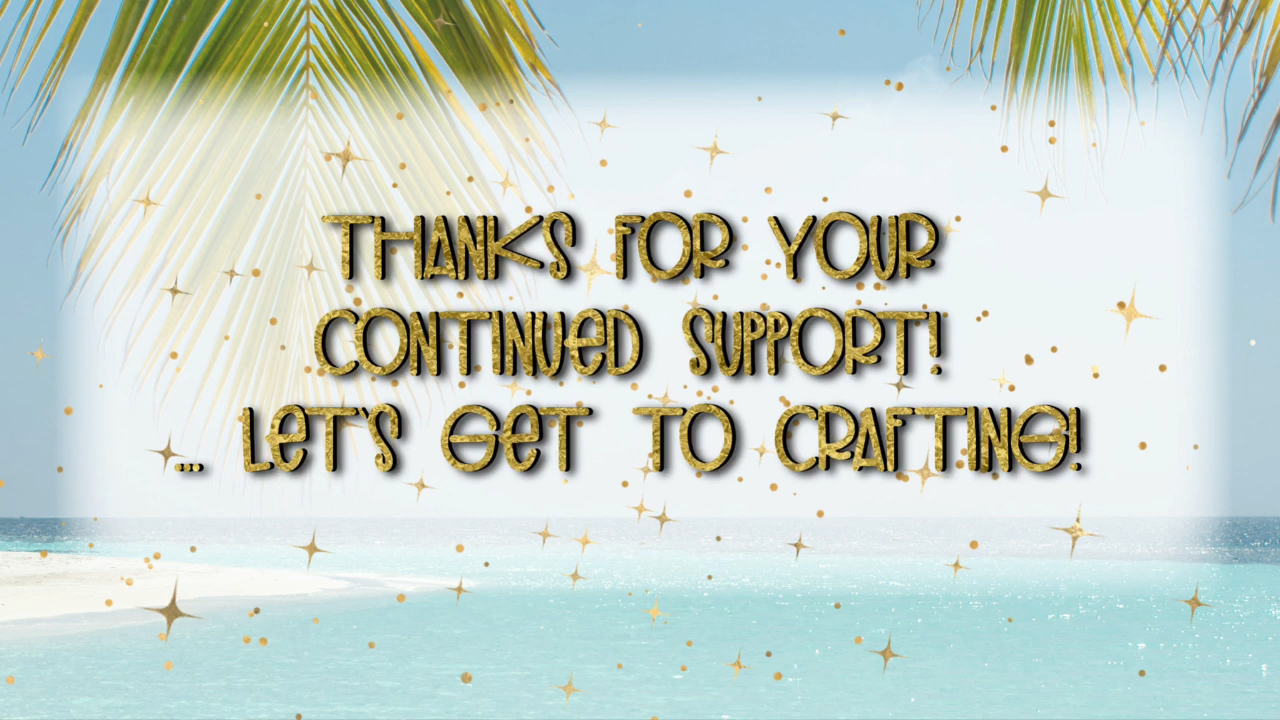 THANKS FOR YOUR
CONTINUED SUPPORT!
... LET'S GET TO CRAFTING!